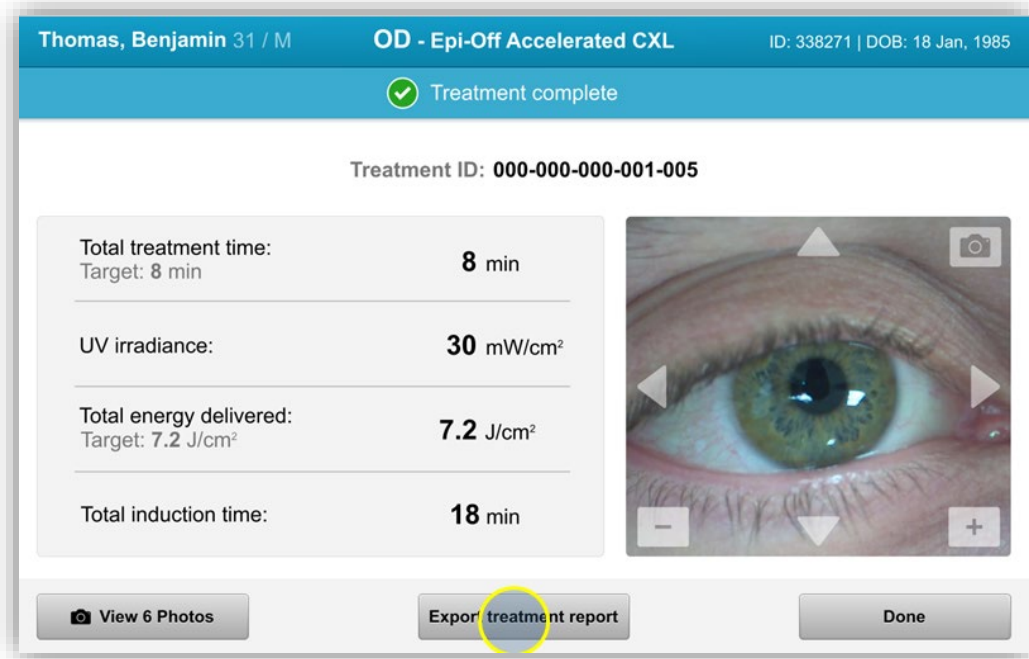 Thomas, Benjamin 31 / M
OD - Epi-Off Accelerated CXL
ID: 338271 | DOB: 18 Jan, 1985
Treatment complete
Treatment ID: 000-000-000-001-005
Total treatment time: 8 min
Target: 8 min
UV irradiance: 30 mW/cm²
Total energy delivered: 7.2 J/cm²
Target: 7.2 J/cm²
Total induction time: 18 min
View 6 Photos
Export treatment report
Done